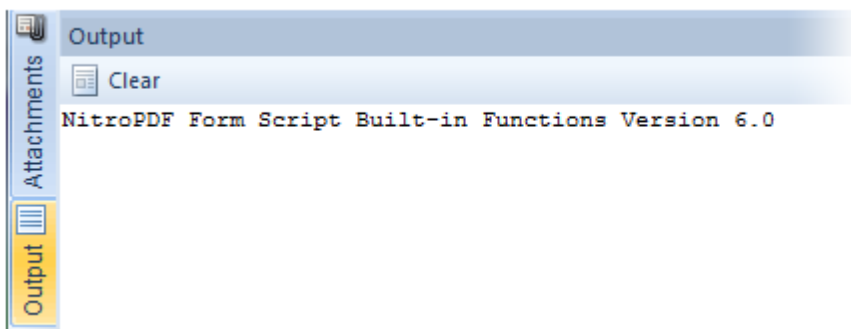 Output
Clear
NitroPDF Form Script Built-in Functions Version 6.0
Attachments
Output